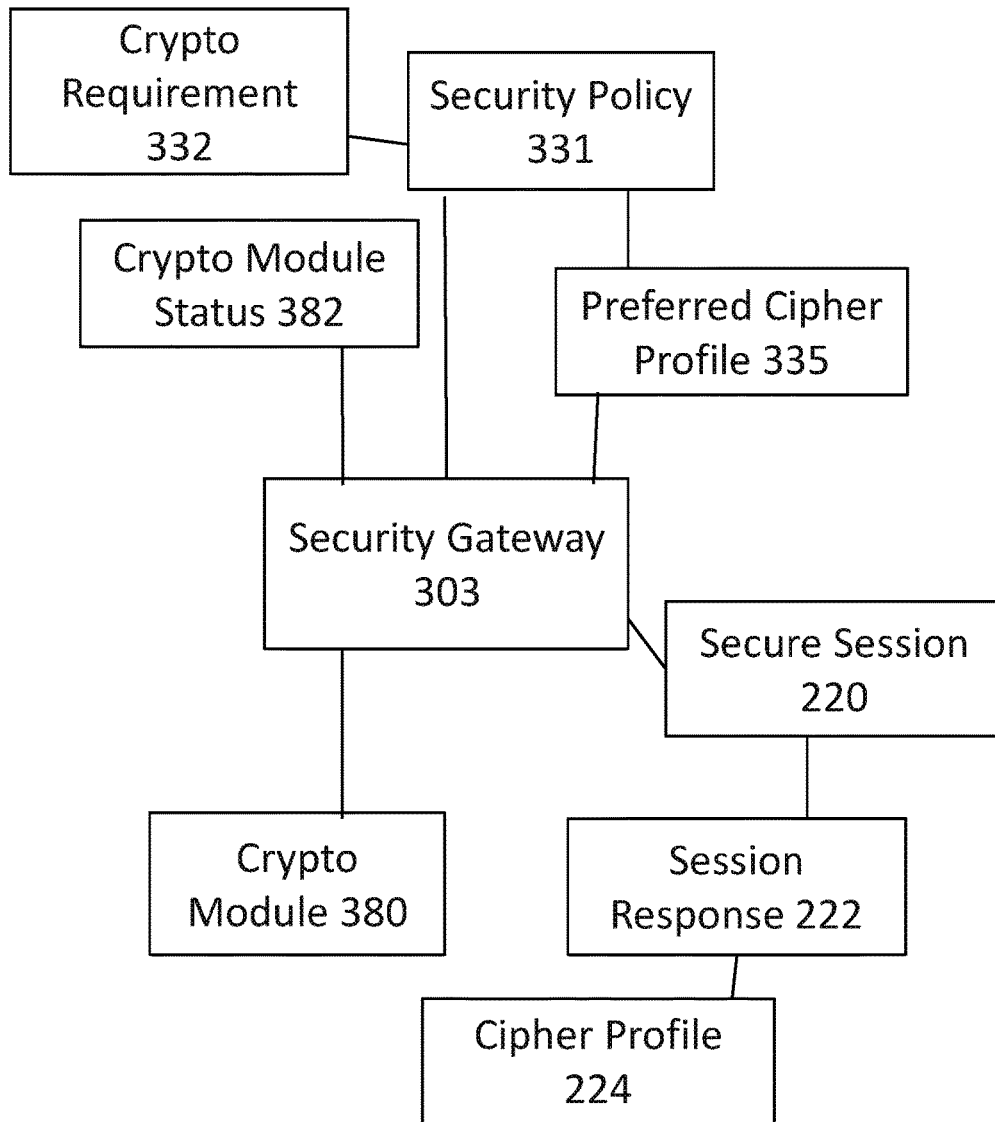 Crypto
Requirement
332
Security Policy
331
Crypto Module
Status 382
Preferred Cipher
Profile 335
Security Gateway
303
Secure Session
220
Crypto
Module 380
Session
Response 222
Cipher Profile
224